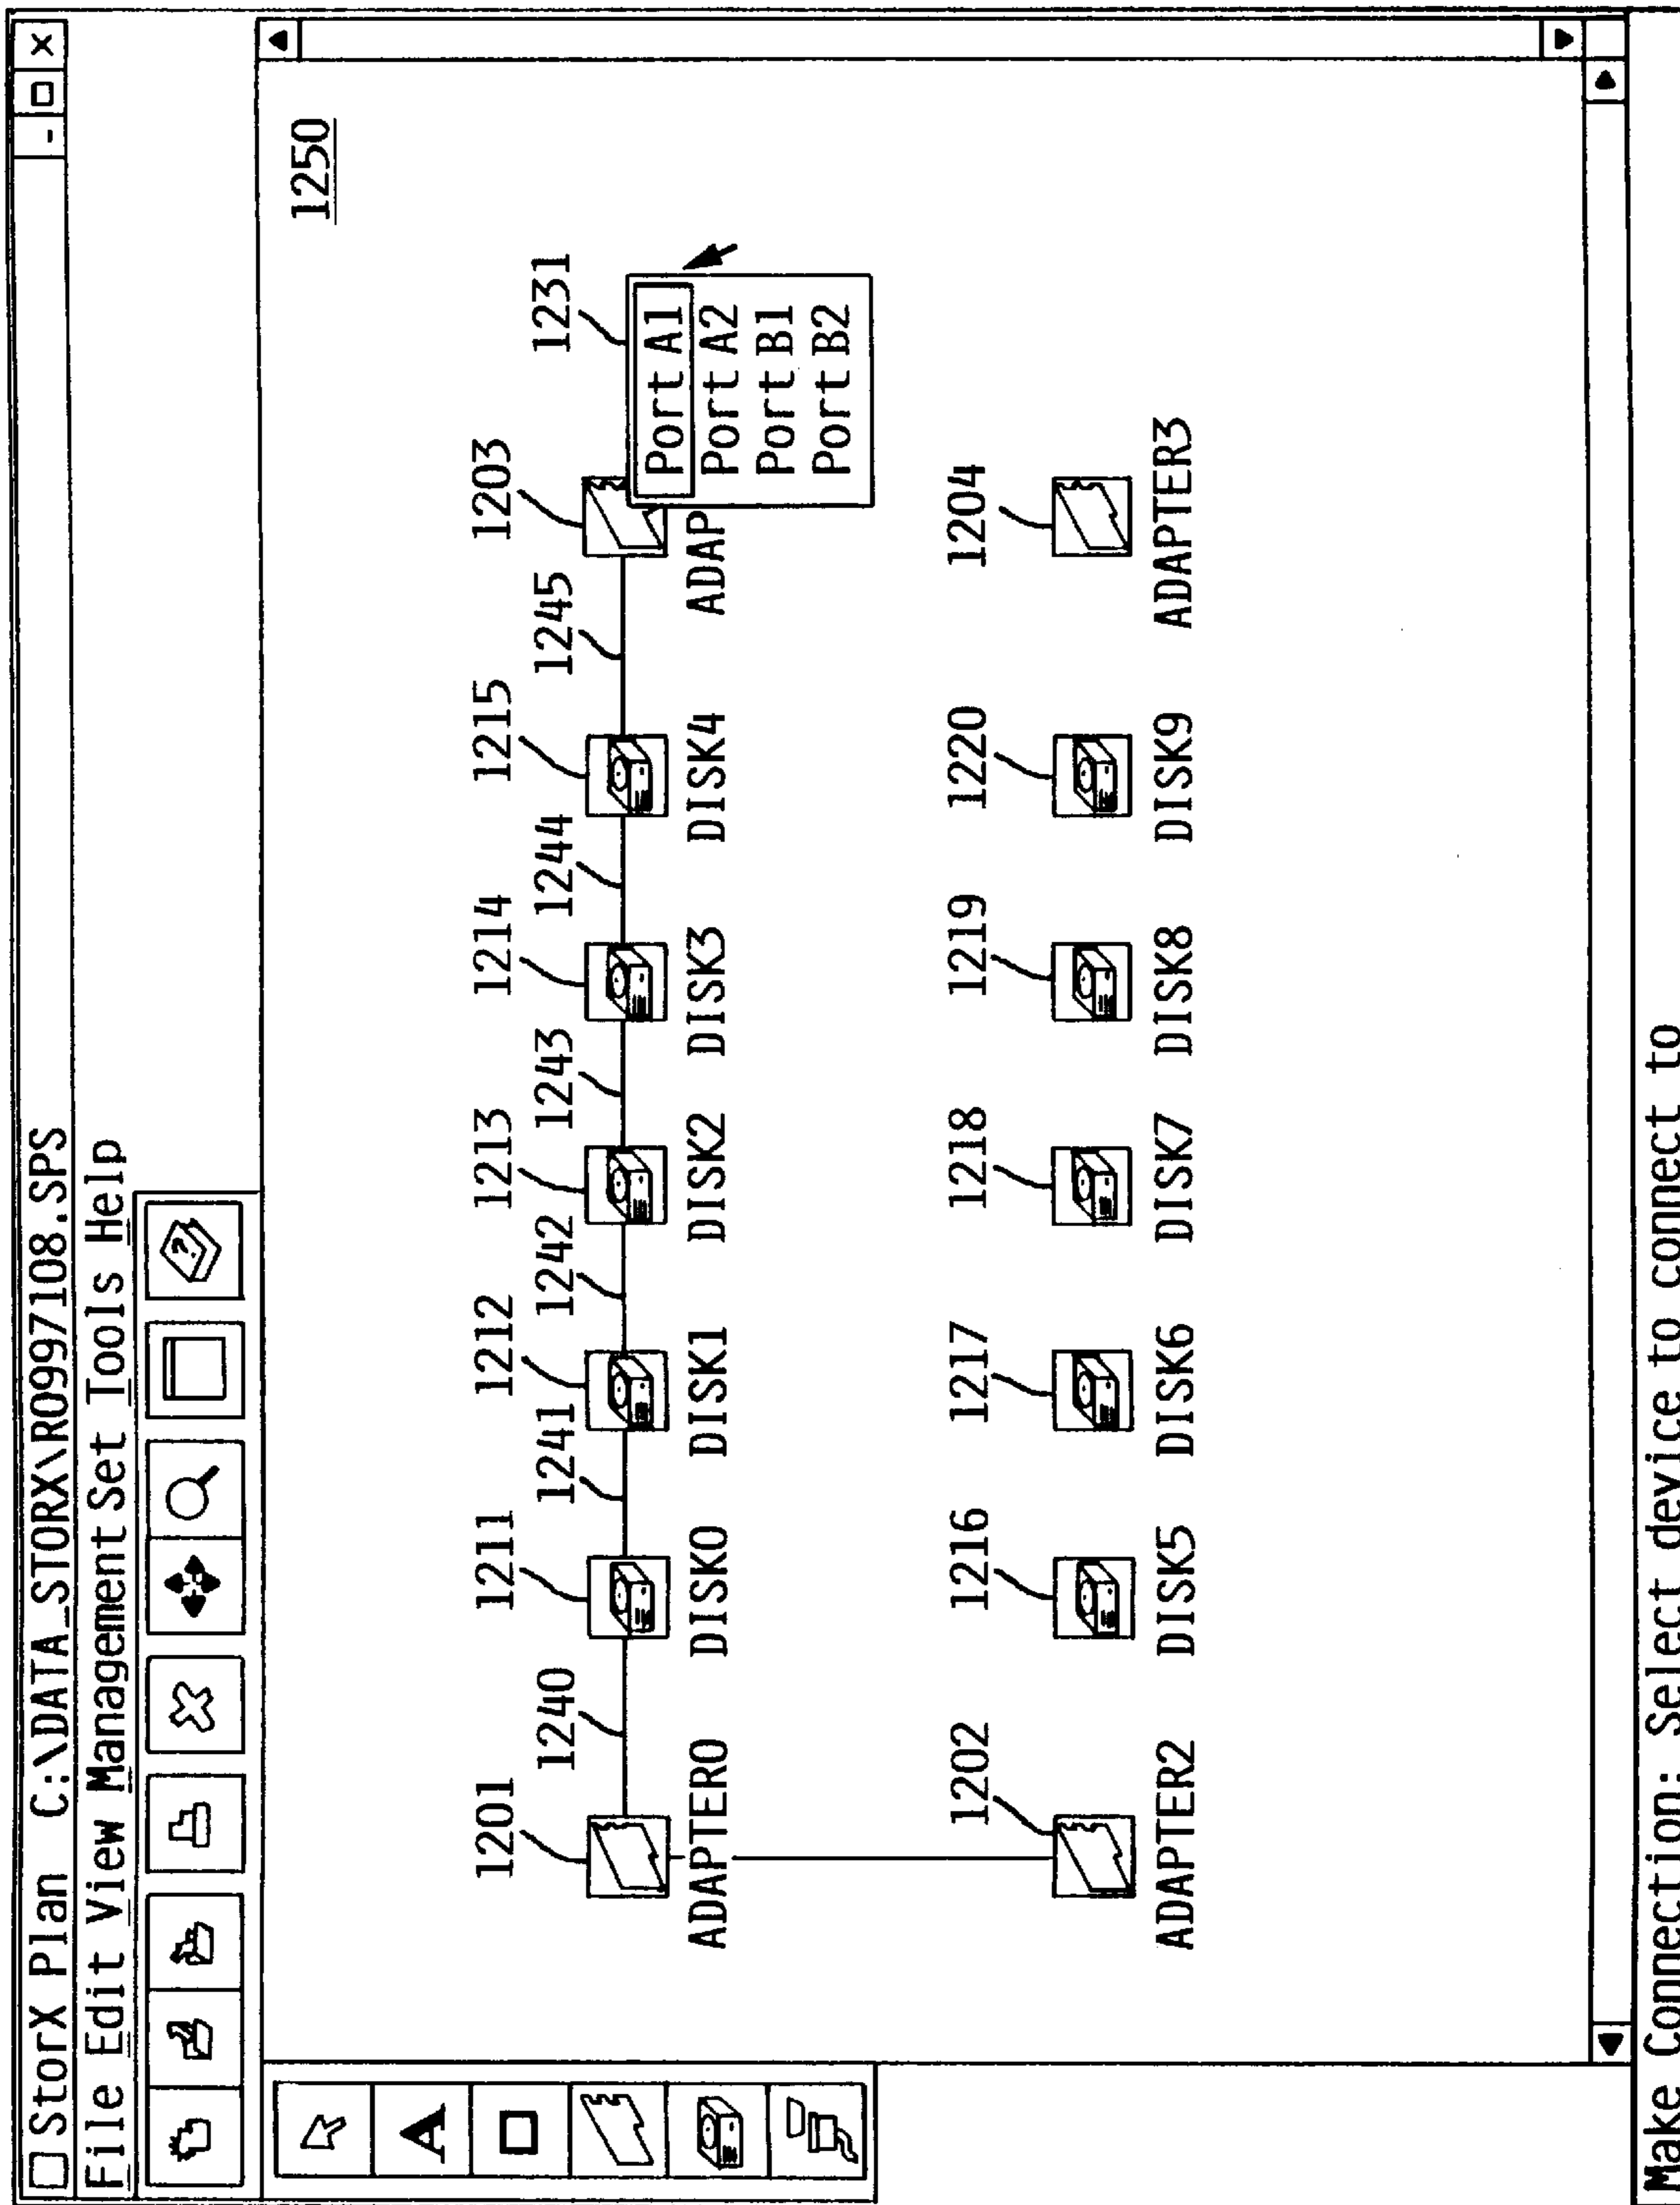 StorX Plan C:\DATA_STORX\RO997108.SPS
- x
File Edit View Management Set Tools Help
?
A
1250
1201 1211 1212 1213 1214 1215 1203 1231
1240 1241 1242 1243 1244 1245
Port A1
Port A2
Port B1
Port B2
ADAPTER0 DISK0 DISK1 DISK2 DISK3 DISK4 ADAP
1202 1216 1217 1218 1219 1220 1204
ADAPTER2 DISK5 DISK6 DISK7 DISK8 DISK9 ADAPTER3
Make Connection: Select device to connect to